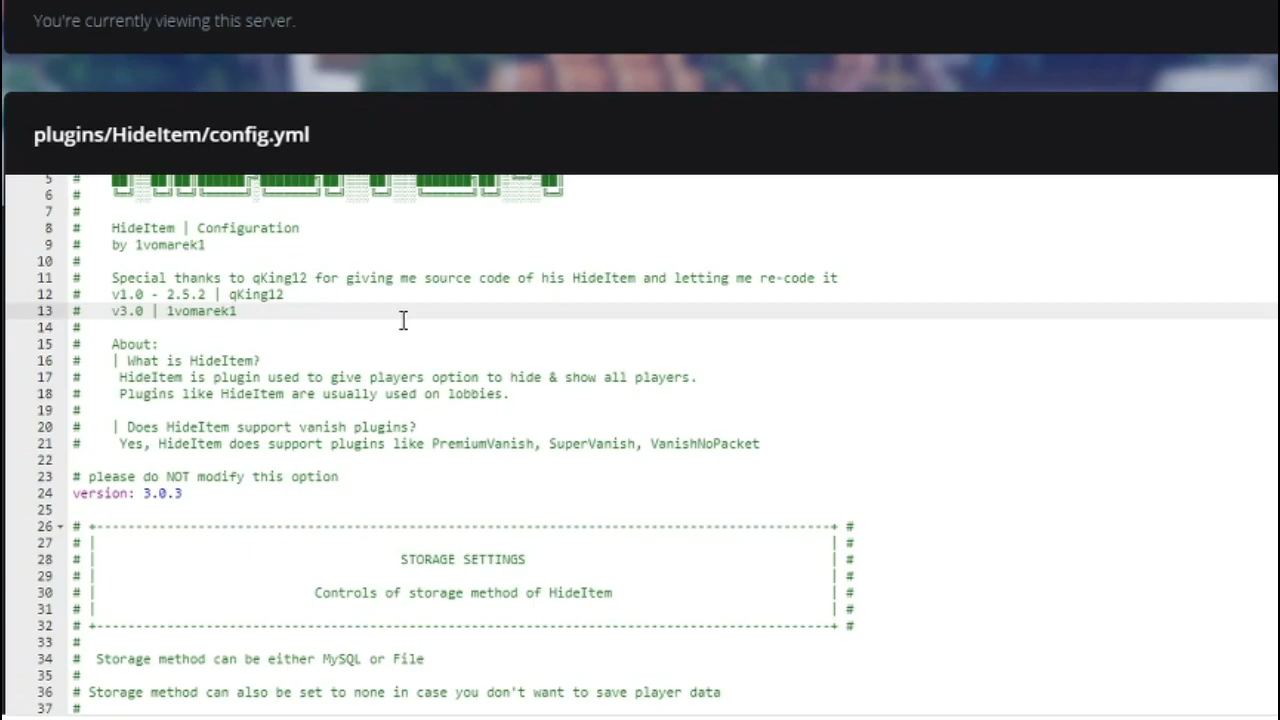 You're currently viewing this server.
plugins/HideItem/config.yml
5 #
6 #
7 #
8 # HideItem | Configuration
9 # by 1vomarek1
10 #
11 # Special thanks to qKing12 for giving me source code of his HideItem and letting me re-code it
12 # v1.0 - 2.5.2 | qKing12
13 # v3.0 | 1vomarek1
14 #
15 # About:
16 # | What is HideItem?
17 # HideItem is plugin used to give players option to hide & show all players.
18 # Plugins like HideItem are usually used on lobbies.
19 #
20 # | Does HideItem support vanish plugins?
21 # Yes, HideItem does support plugins like PremiumVanish, SuperVanish, VanishNoPacket
22
23 # please do NOT modify this option
24 version: 3.0.3
25
26 # +-----------------------------------------------------------------------------------------------+ #
27 # | | #
28 # | STORAGE SETTINGS | #
29 # | | #
30 # | Controls of storage method of HideItem | #
31 # | | #
32 # +-----------------------------------------------------------------------------------------------+ #
33 #
34 # Storage method can be either MySQL or File
35 #
36 # Storage method can also be set to none in case you don't want to save player data
37 #